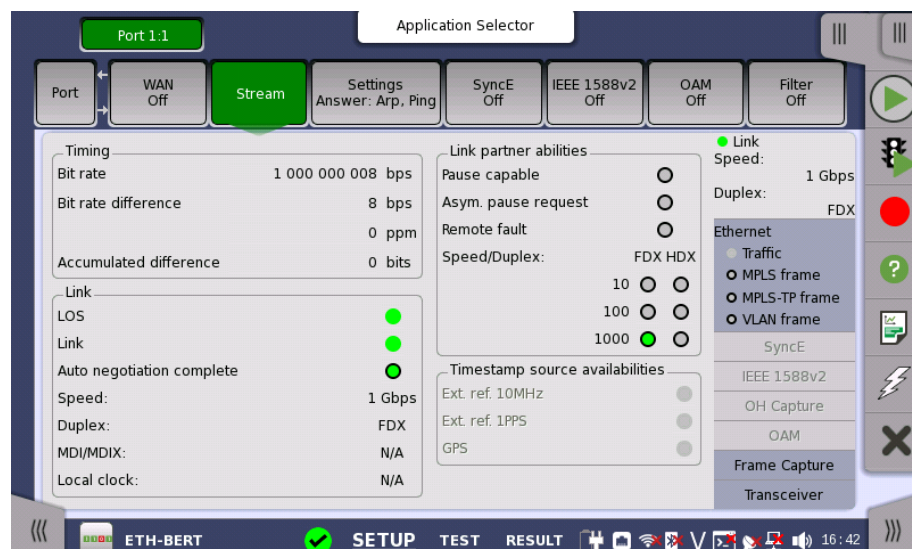 Application Selector
Port 1:1
Port
WAN
Off
Stream
Settings
Answer: Arp, Ping
SyncE
Off
IEEE 1588v2
Off
OAM
Off
Filter
Off
Timing
Bit rate 1 000 000 008 bps
Bit rate difference 8 bps
0 ppm
Accumulated difference 0 bits
Link
LOS
Link
Auto negotiation complete
Speed: 1 Gbps
Duplex: FDX
MDI/MDIX: N/A
Local clock: N/A
Link partner abilities
Pause capable
Asym. pause request
Remote fault
Speed/Duplex: FDX HDX
10
100
1000
Timestamp source availabilities
Ext. ref. 10MHz
Ext. ref. 1PPS
GPS
Link
Speed:
1 Gbps
Duplex:
FDX
Ethernet
Traffic
MPLS frame
MPLS-TP frame
VLAN frame
SyncE
IEEE 1588v2
OH Capture
OAM
Frame Capture
Transceiver
ETH-BERT SETUP TEST RESULT V 16:42